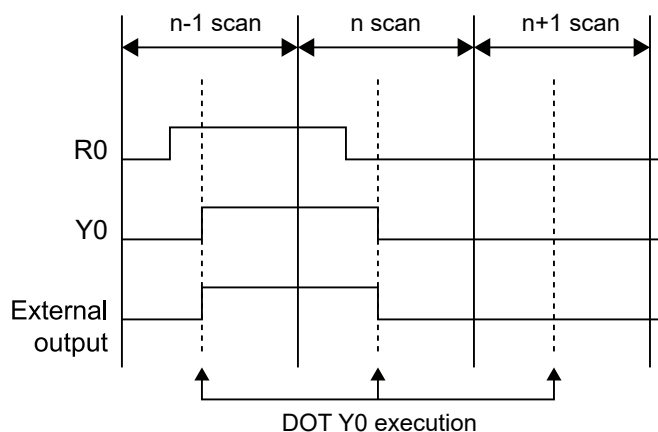 n-1 scan
n scan
n+1 scan
R0
Y0
External
output
DOT Y0 execution